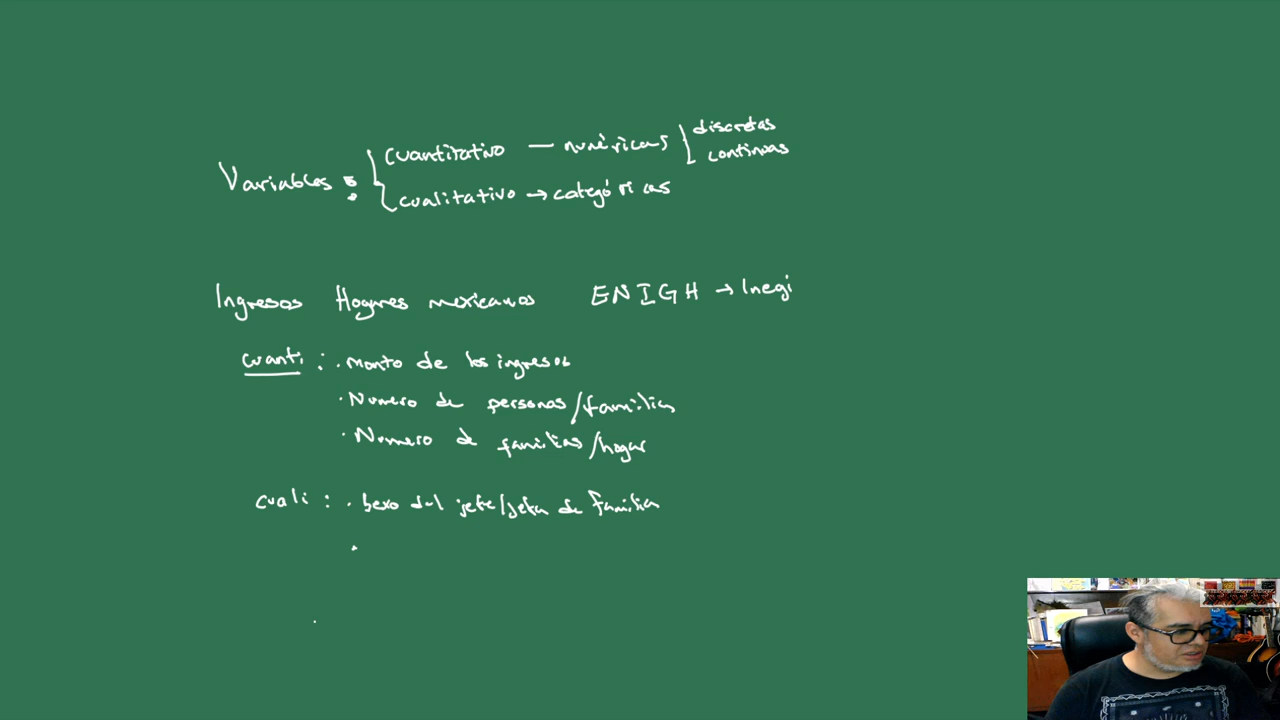 Variables : cuantitativo — numéricas discretas
continuas
cualitativo → categóricas
Ingresos Hogares mexicanos ENIGH → Inegi
cuanti : · monto de los ingresos
· Numero de personas/familia
· Numero de familias/hogar
cuali : · sexo del jefe/jefa de familia